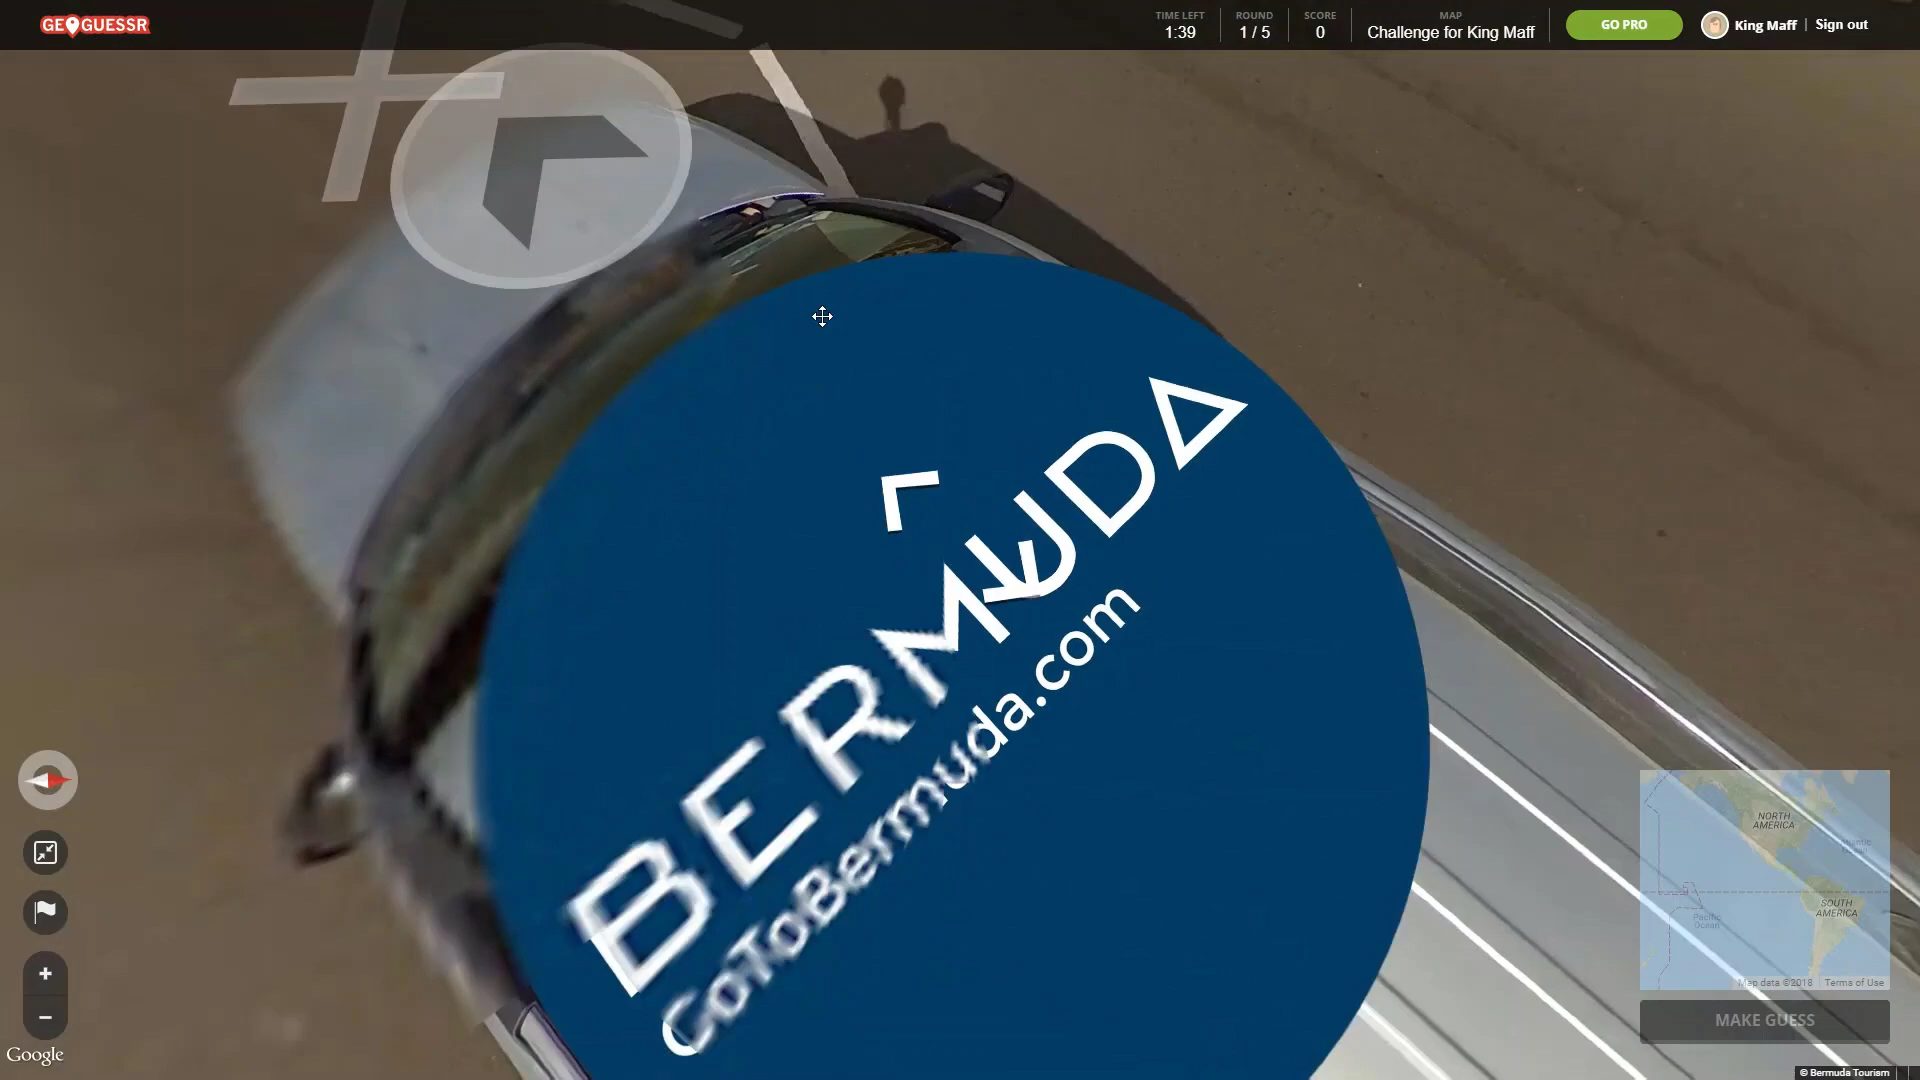 GEOGUESSR
TIME LEFT
1:39
ROUND
1 / 5
SCORE
0
MAP
Challenge for King Maff
GO PRO
King Maff
Sign out
BERMUDA
GoToBermuda.com
NORTH AMERICA
SOUTH AMERICA
Pacific Ocean
Map data ©2018
Terms of Use
MAKE GUESS
Google
© Bermuda Tourism